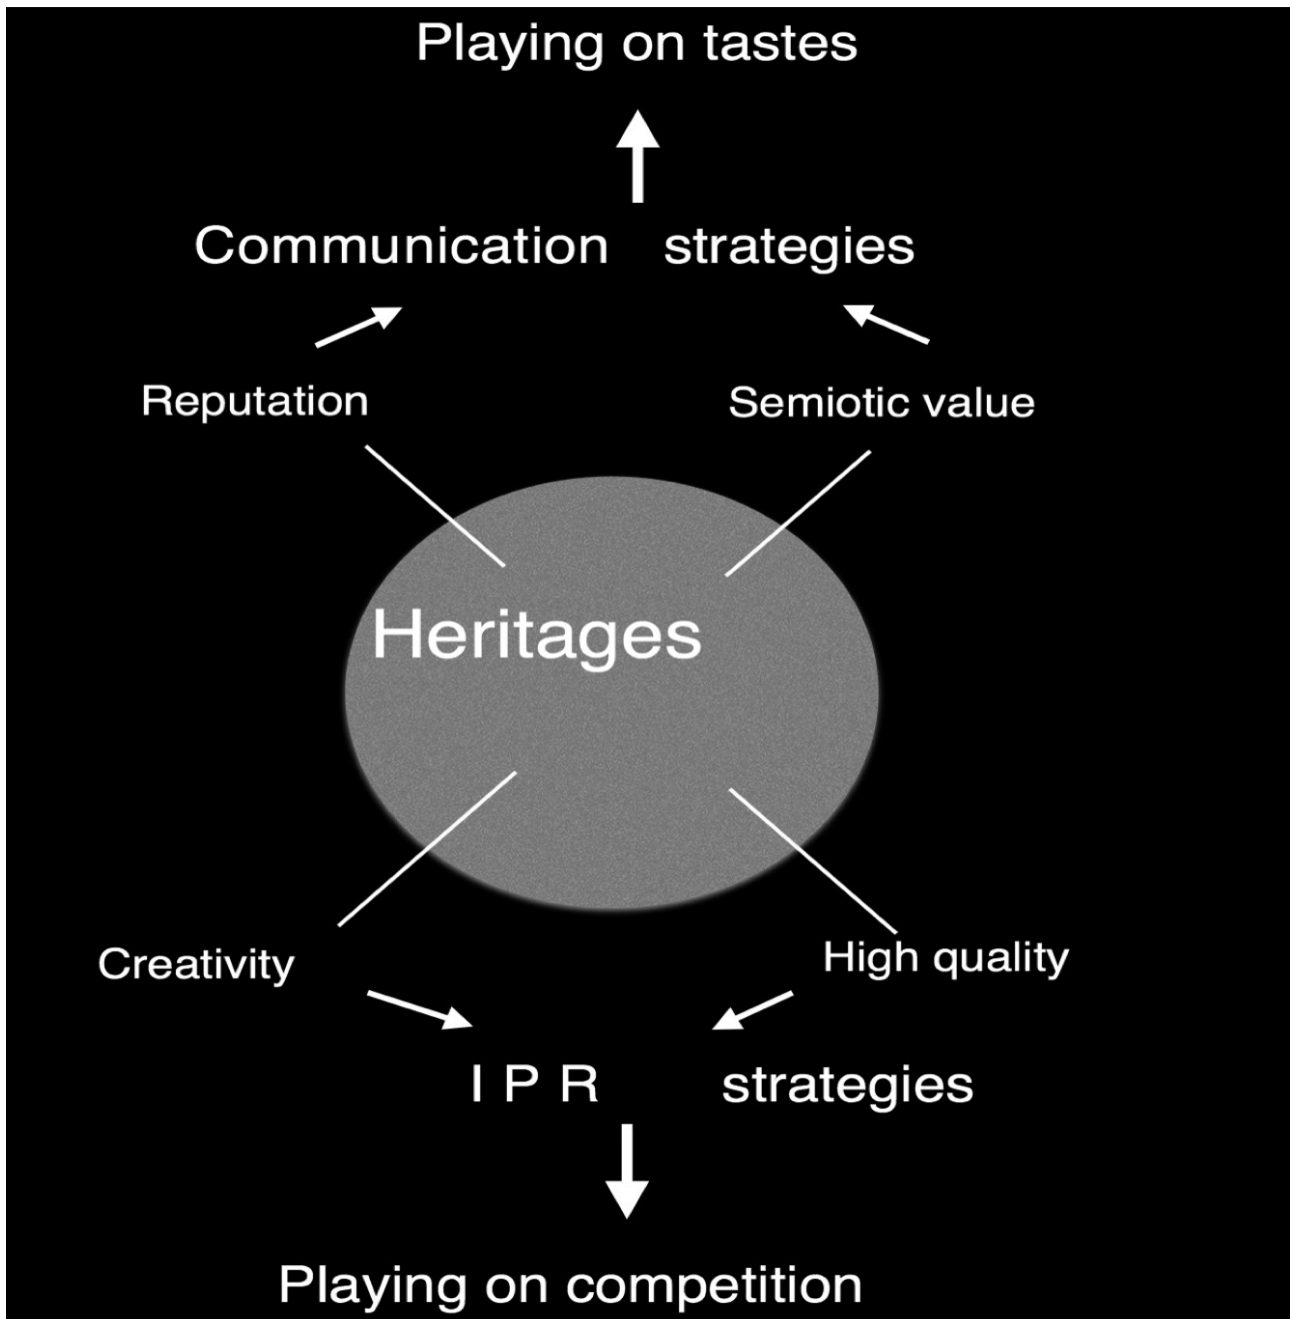 Playing on tastes
Communication strategies
Reputation
Semiotic value
Heritages
Creativity
High quality
I P R strategies
Playing on competition